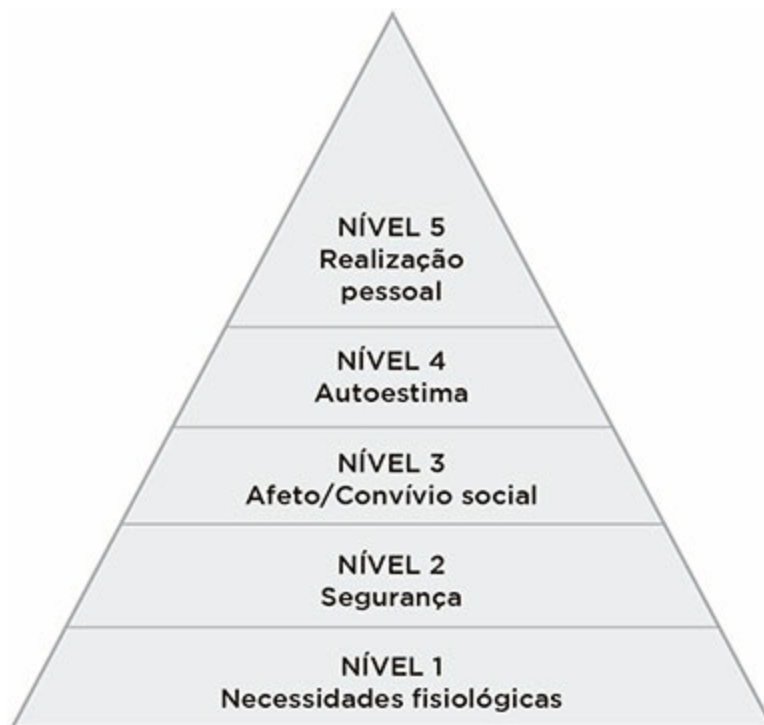 NÍVEL 5
Realização
pessoal
NÍVEL 4
Autoestima
NÍVEL 3
Afeto/Convívio social
NÍVEL 2
Segurança
NÍVEL 1
Necessidades fisiológicas